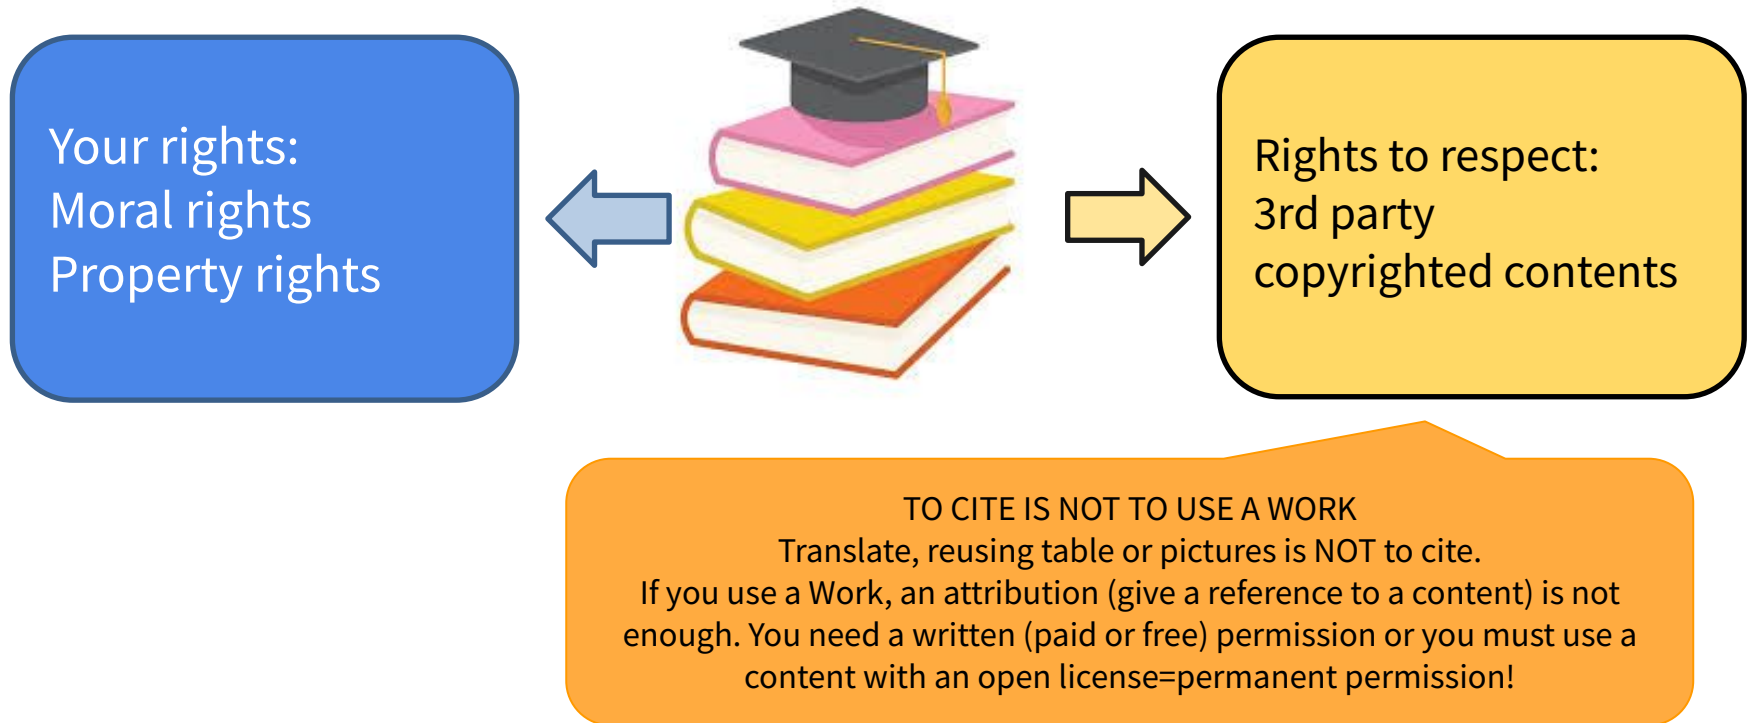 Your rights:
Moral rights
Property rights
Rights to respect:
3rd party
copyrighted contents
TO CITE IS NOT TO USE A WORK
Translate, reusing table or pictures is NOT to cite.
If you use a Work, an attribution (give a reference to a content) is not
enough. You need a written (paid or free) permission or you must use a
content with an open license=permanent permission!